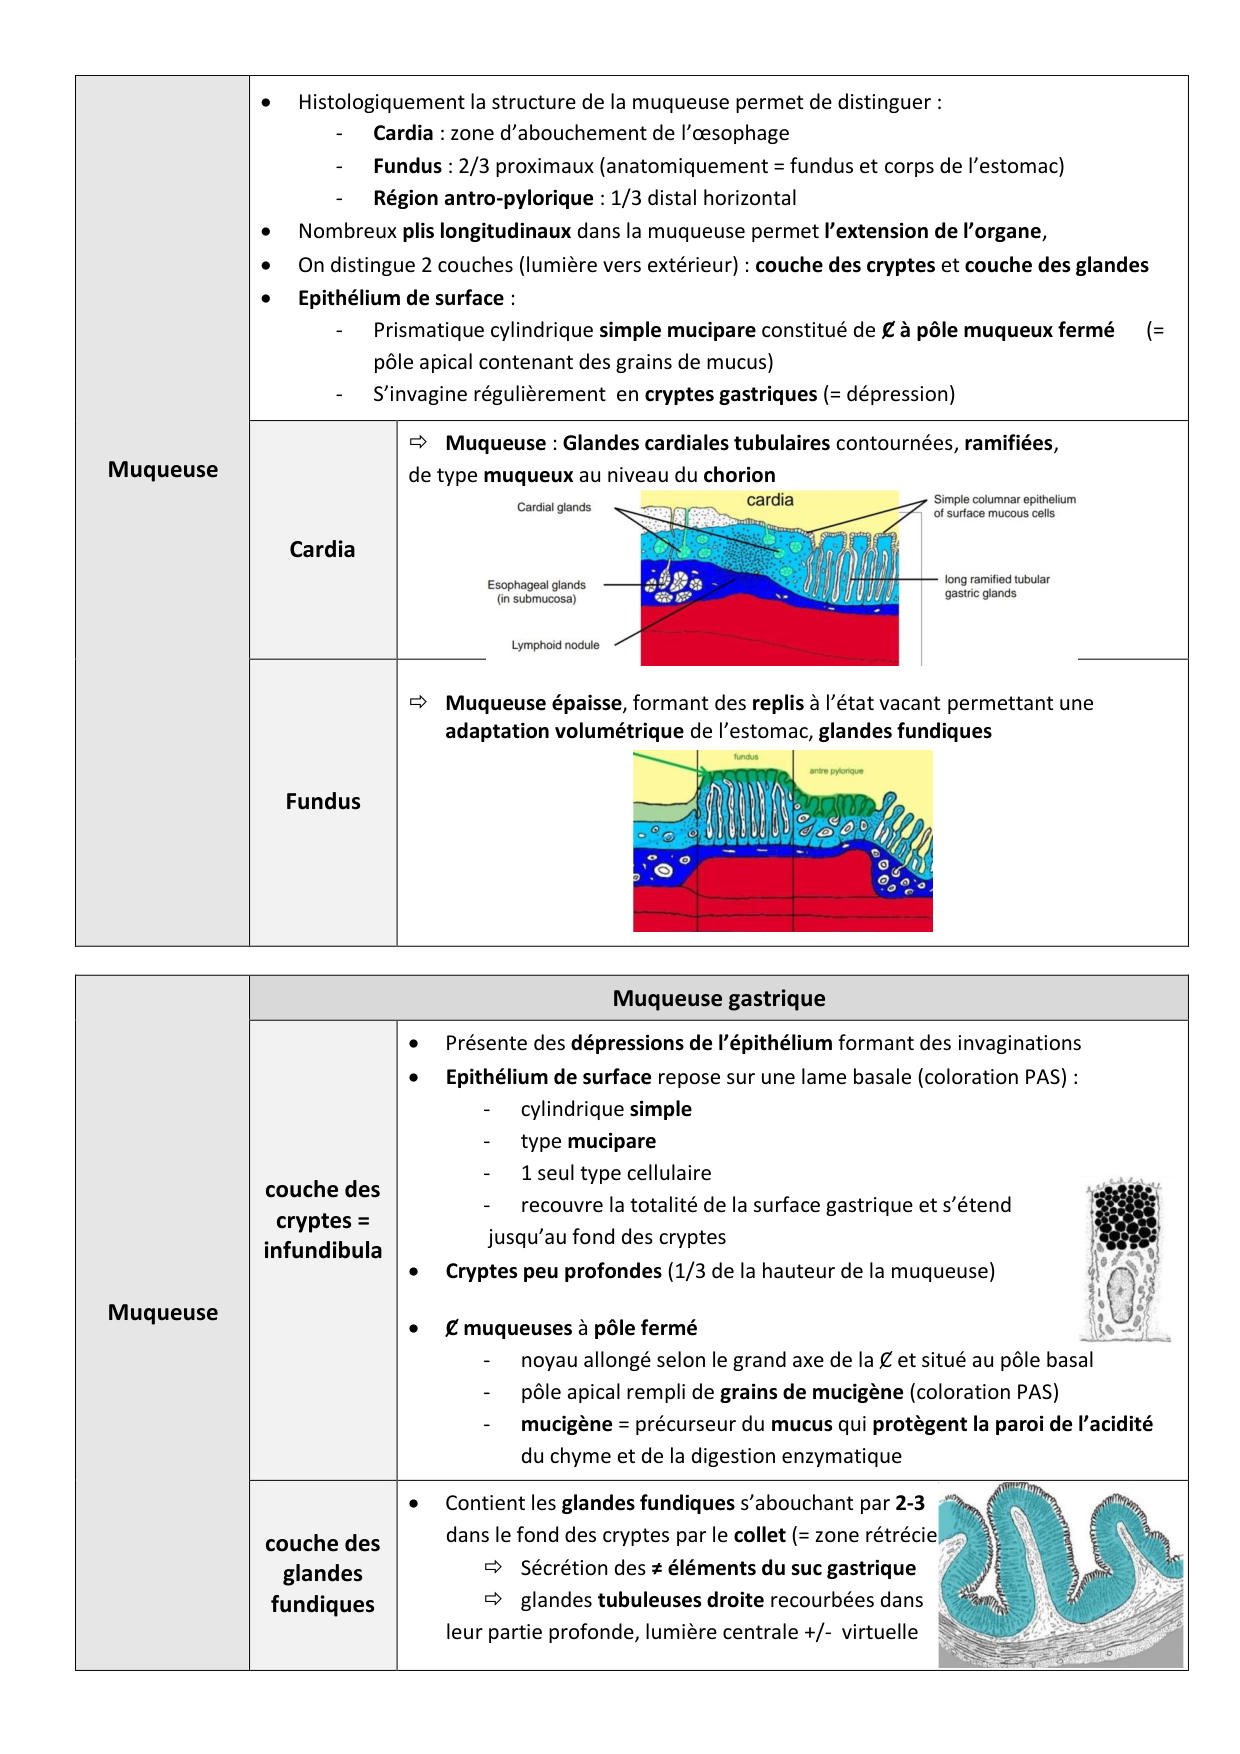 Muqueuse
• Histologiquement la structure de la muqueuse permet de distinguer :
- Cardia : zone d’abouchement de l’œsophage
- Fundus : 2/3 proximaux (anatomiquement = fundus et corps de l’estomac)
- Région antro-pylorique : 1/3 distal horizontal
• Nombreux plis longitudinaux dans la muqueuse permet l’extension de l’organe,
• On distingue 2 couches (lumière vers extérieur) : couche des cryptes et couche des glandes
• Epithélium de surface :
- Prismatique cylindrique simple mucipare constitué de Ȼ à pôle muqueux fermé (=
pôle apical contenant des grains de mucus)
- S’invagine régulièrement en cryptes gastriques (= dépression)
Cardia
⇨ Muqueuse : Glandes cardiales tubulaires contournées, ramifiées,
de type muqueux au niveau du chorion
cardia
Cardial glands
Simple columnar epithelium
of surface mucous cells
Esophageal glands
(in submucosa)
long ramified tubular
gastric glands
Lymphoid nodule
Fundus
⇨ Muqueuse épaisse, formant des replis à l’état vacant permettant une
adaptation volumétrique de l’estomac, glandes fundiques
fundus
antre pylorique
Muqueuse
Muqueuse gastrique
couche des
cryptes =
infundibula
• Présente des dépressions de l’épithélium formant des invaginations
• Epithélium de surface repose sur une lame basale (coloration PAS) :
- cylindrique simple
- type mucipare
- 1 seul type cellulaire
- recouvre la totalité de la surface gastrique et s’étend
jusqu’au fond des cryptes
• Cryptes peu profondes (1/3 de la hauteur de la muqueuse)
• Ȼ muqueuses à pôle fermé
- noyau allongé selon le grand axe de la Ȼ et situé au pôle basal
- pôle apical rempli de grains de mucigène (coloration PAS)
- mucigène = précurseur du mucus qui protègent la paroi de l’acidité
du chyme et de la digestion enzymatique
couche des
glandes
fundiques
• Contient les glandes fundiques s’abouchant par 2-3
dans le fond des cryptes par le collet (= zone rétrécie
⇨ Sécrétion des ≠ éléments du suc gastrique
⇨ glandes tubuleuses droite recourbées dans
leur partie profonde, lumière centrale +/- virtuelle